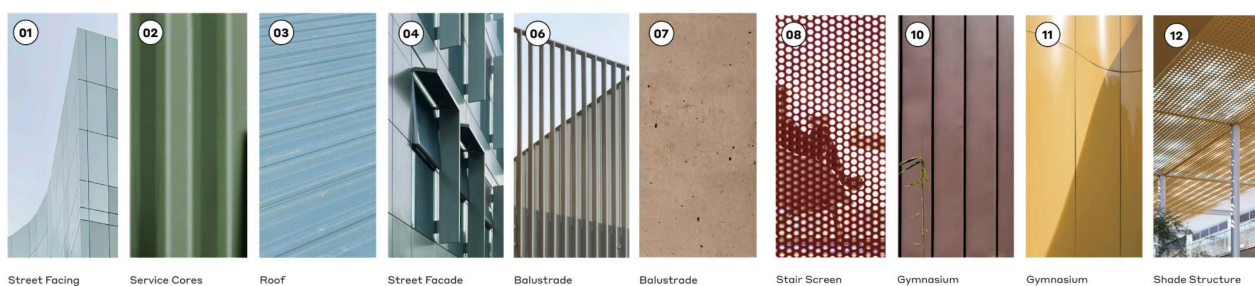 01
02
03
04
06
07
08
10
11
12
Street Facing
Service Cores
Roof
Street Facade
Balustrade
Balustrade
Stair Screen
Gymnasium
Gymnasium
Shade Structure